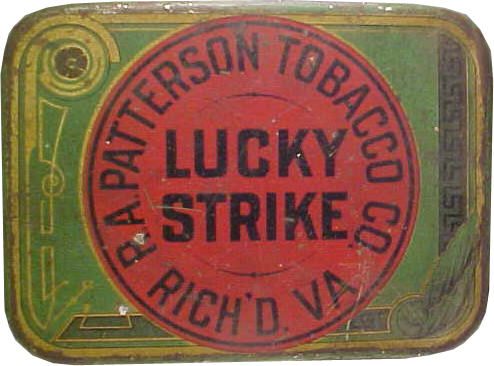 R.A. PATTERSON TOBACCO CO.
LUCKY
STRIKE
RICH'D. VA.